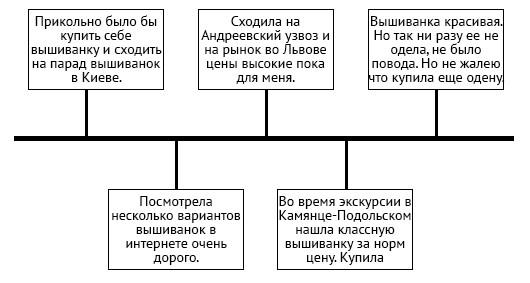 Прикольно было бы
купить себе
вышиванку и сходить
на парад вышиванок
в Киеве.
Посмотрела
несколько вариантов
вышиванок в
интернете очень
дорого.
Сходила на
Андреевский узвоз и
на рынок во Львове
цены высокие пока
для меня.
Во время экскурсии в
Камянце-Подольском
нашла классную
вышиванку за норм
цену. Купила
Вышиванка красивая.
Но так ни разу ее не
одела, не было
повода. Но не жалею
что купила еще одену.